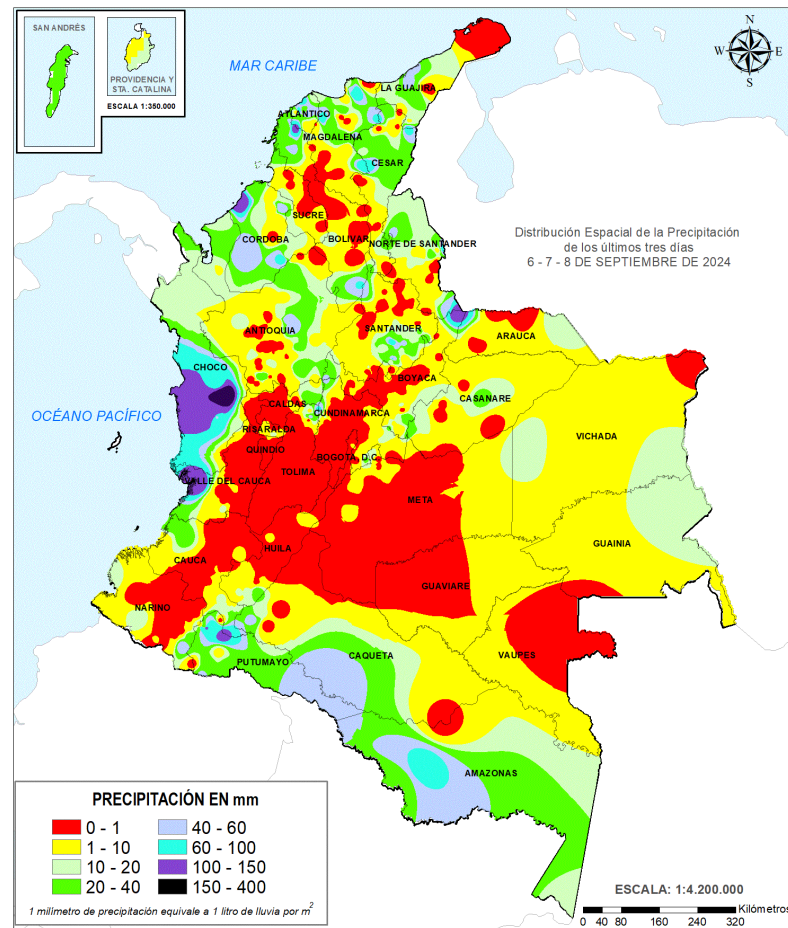 SAN ANDRÉS
PROVIDENCIA Y
STA. CATALINA
ESCALA 1:350.000
MAR CARIBE
N
W E
S
LA GUAJIRA
ATLANTICO
MAGDALENA
CESAR
SUCRE
CORDOBA
BOLIVAR
NORTE DE SANTANDER
Distribución Espacial de la Precipitación
de los últimos tres días
6 - 7 - 8 DE SEPTIEMBRE DE 2024
ANTIOQUIA
SANTANDER
ARAUCA
CHOCO
BOYACA
CASANARE
OCÉANO PACÍFICO
CALDAS
CUNDINAMARCA
RISARALDA
VICHADA
QUINDIO
BOGOTA, D.C
TOLIMA
VALLE DEL CAUCA
META
GUAINIA
HUILA
CAUCA
GUAVIARE
NARIÑO
CAQUETA
VAUPES
PUTUMAYO
AMAZONAS
PRECIPITACIÓN EN mm
0 - 1 40 - 60
1 - 10 60 - 100
10 - 20 100 - 150
20 - 40 150 - 400
1 milímetro de precipitación equivale a 1 litro de lluvia por m²
ESCALA: 1:4.200.000
Kilómetros
0 40 80 160 240 320